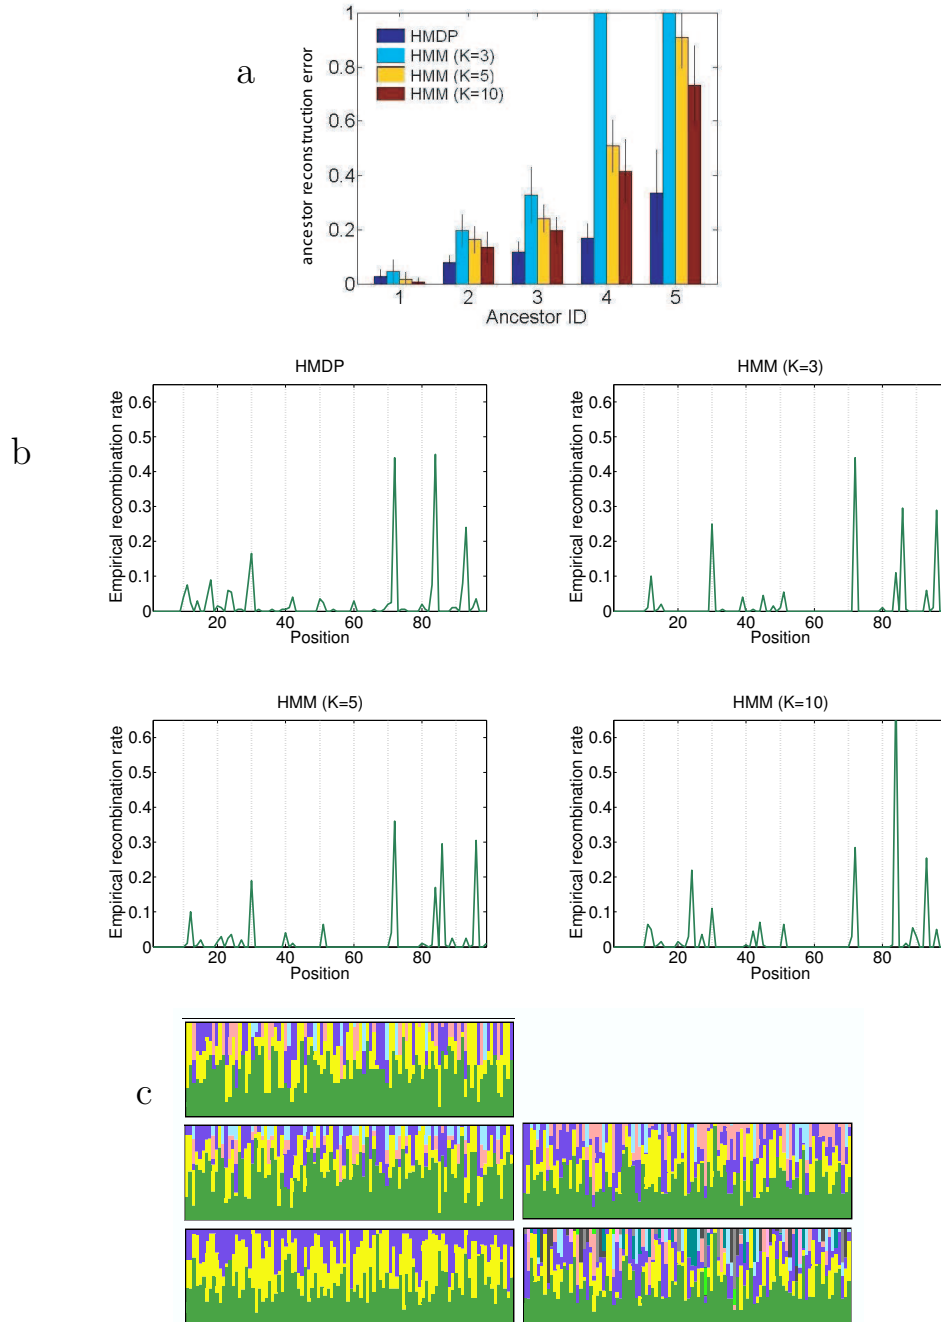 a
ancestor reconstruction error
1
0.8
0.6
0.4
0.2
0
HMDP
HMM (K=3)
HMM (K=5)
HMM (K=10)
1 2 3 4 5
Ancestor ID
b
HMDP
Empirical recombination rate
0.6
0.5
0.4
0.3
0.2
0.1
0
20 40 60 80
Position
HMM (K=3)
Empirical recombination rate
0.6
0.5
0.4
0.3
0.2
0.1
0
20 40 60 80
Position
HMM (K=5)
Empirical recombination rate
0.6
0.5
0.4
0.3
0.2
0.1
0
20 40 60 80
Position
HMM (K=10)
Empirical recombination rate
0.6
0.5
0.4
0.3
0.2
0.1
0
20 40 60 80
Position
c